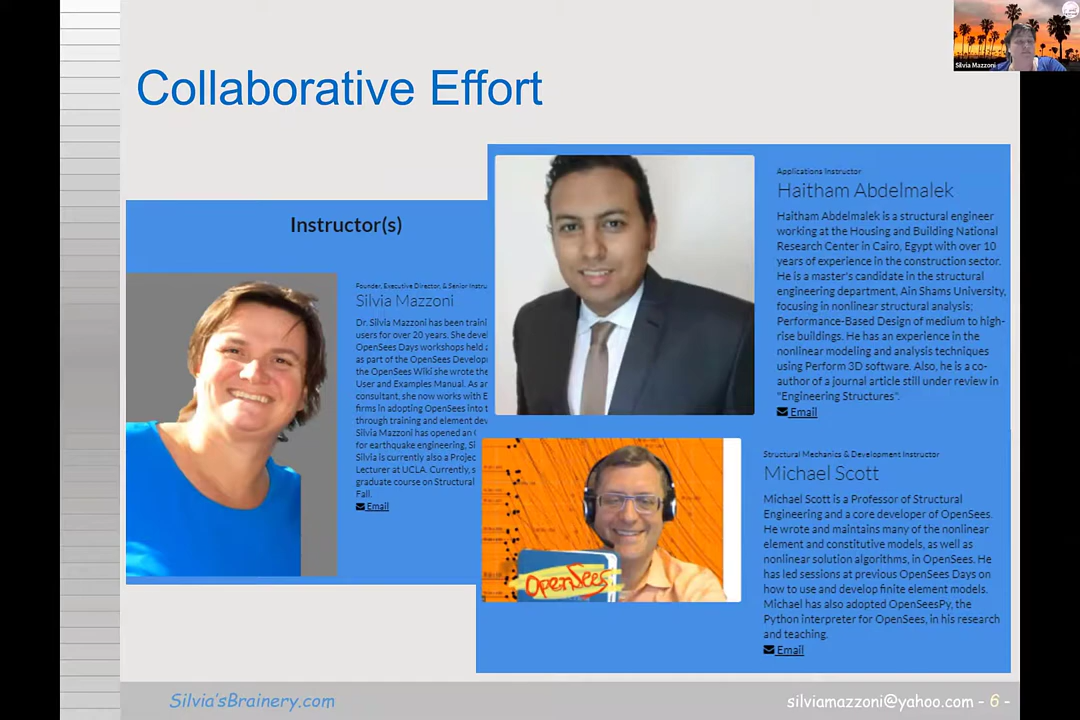 Silvia Mazzoni
Collaborative Effort
Instructor(s)
Founder, Executive Director, & Senior Instru
Silvia Mazzoni
Dr. Silvia Mazzoni has been traini
users for over 20 years. She devel
OpenSees Days workshops held a
as part of the OpenSees Develop
the OpenSees Wiki she wrote the
User and Examples Manual. As an
consultant, she now works with E
firms in adopting OpenSees into t
through training and element dev
Silvia Mazzoni has opened an
for earthquake engineering, Si
Silvia is currently also a Projec
Lecturer at UCLA. Currently, s
graduate course on Structural
Fall.
Email
Applications Instructor
Haitham Abdelmalek
Haitham Abdelmalek is a structural engineer
working at the Housing and Building National
Research Center in Cairo, Egypt with over 10
years of experience in the construction sector.
He is a master's candidate in the structural
engineering department, Ain Shams University,
focusing in nonlinear structural analysis;
Performance-Based Design of medium to high-
rise buildings. He has an experience in the
nonlinear modeling and analysis techniques
using Perform 3D software. Also, he is a co-
author of a journal article still under review in
"Engineering Structures".
Email
OpenSees
Structural Mechanics & Development Instructor
Michael Scott
Michael Scott is a Professor of Structural
Engineering and a core developer of OpenSees.
He wrote and maintains many of the nonlinear
element and constitutive models, as well as
nonlinear solution algorithms, in OpenSees. He
has led sessions at previous OpenSees Days on
how to use and develop finite element models.
Michael has also adopted OpenSeesPy, the
Python interpreter for OpenSees, in his research
and teaching.
Email
Silvia'sBrainery.com
silviamazzoni@yahoo.com - 6 -